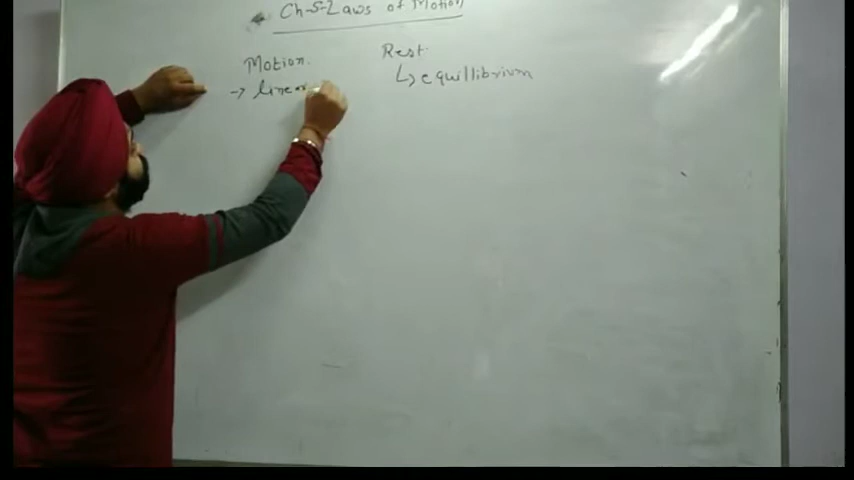 Ch-5-Laws of Motion
Motion. Rest.
→ linear ↳ equillibrium